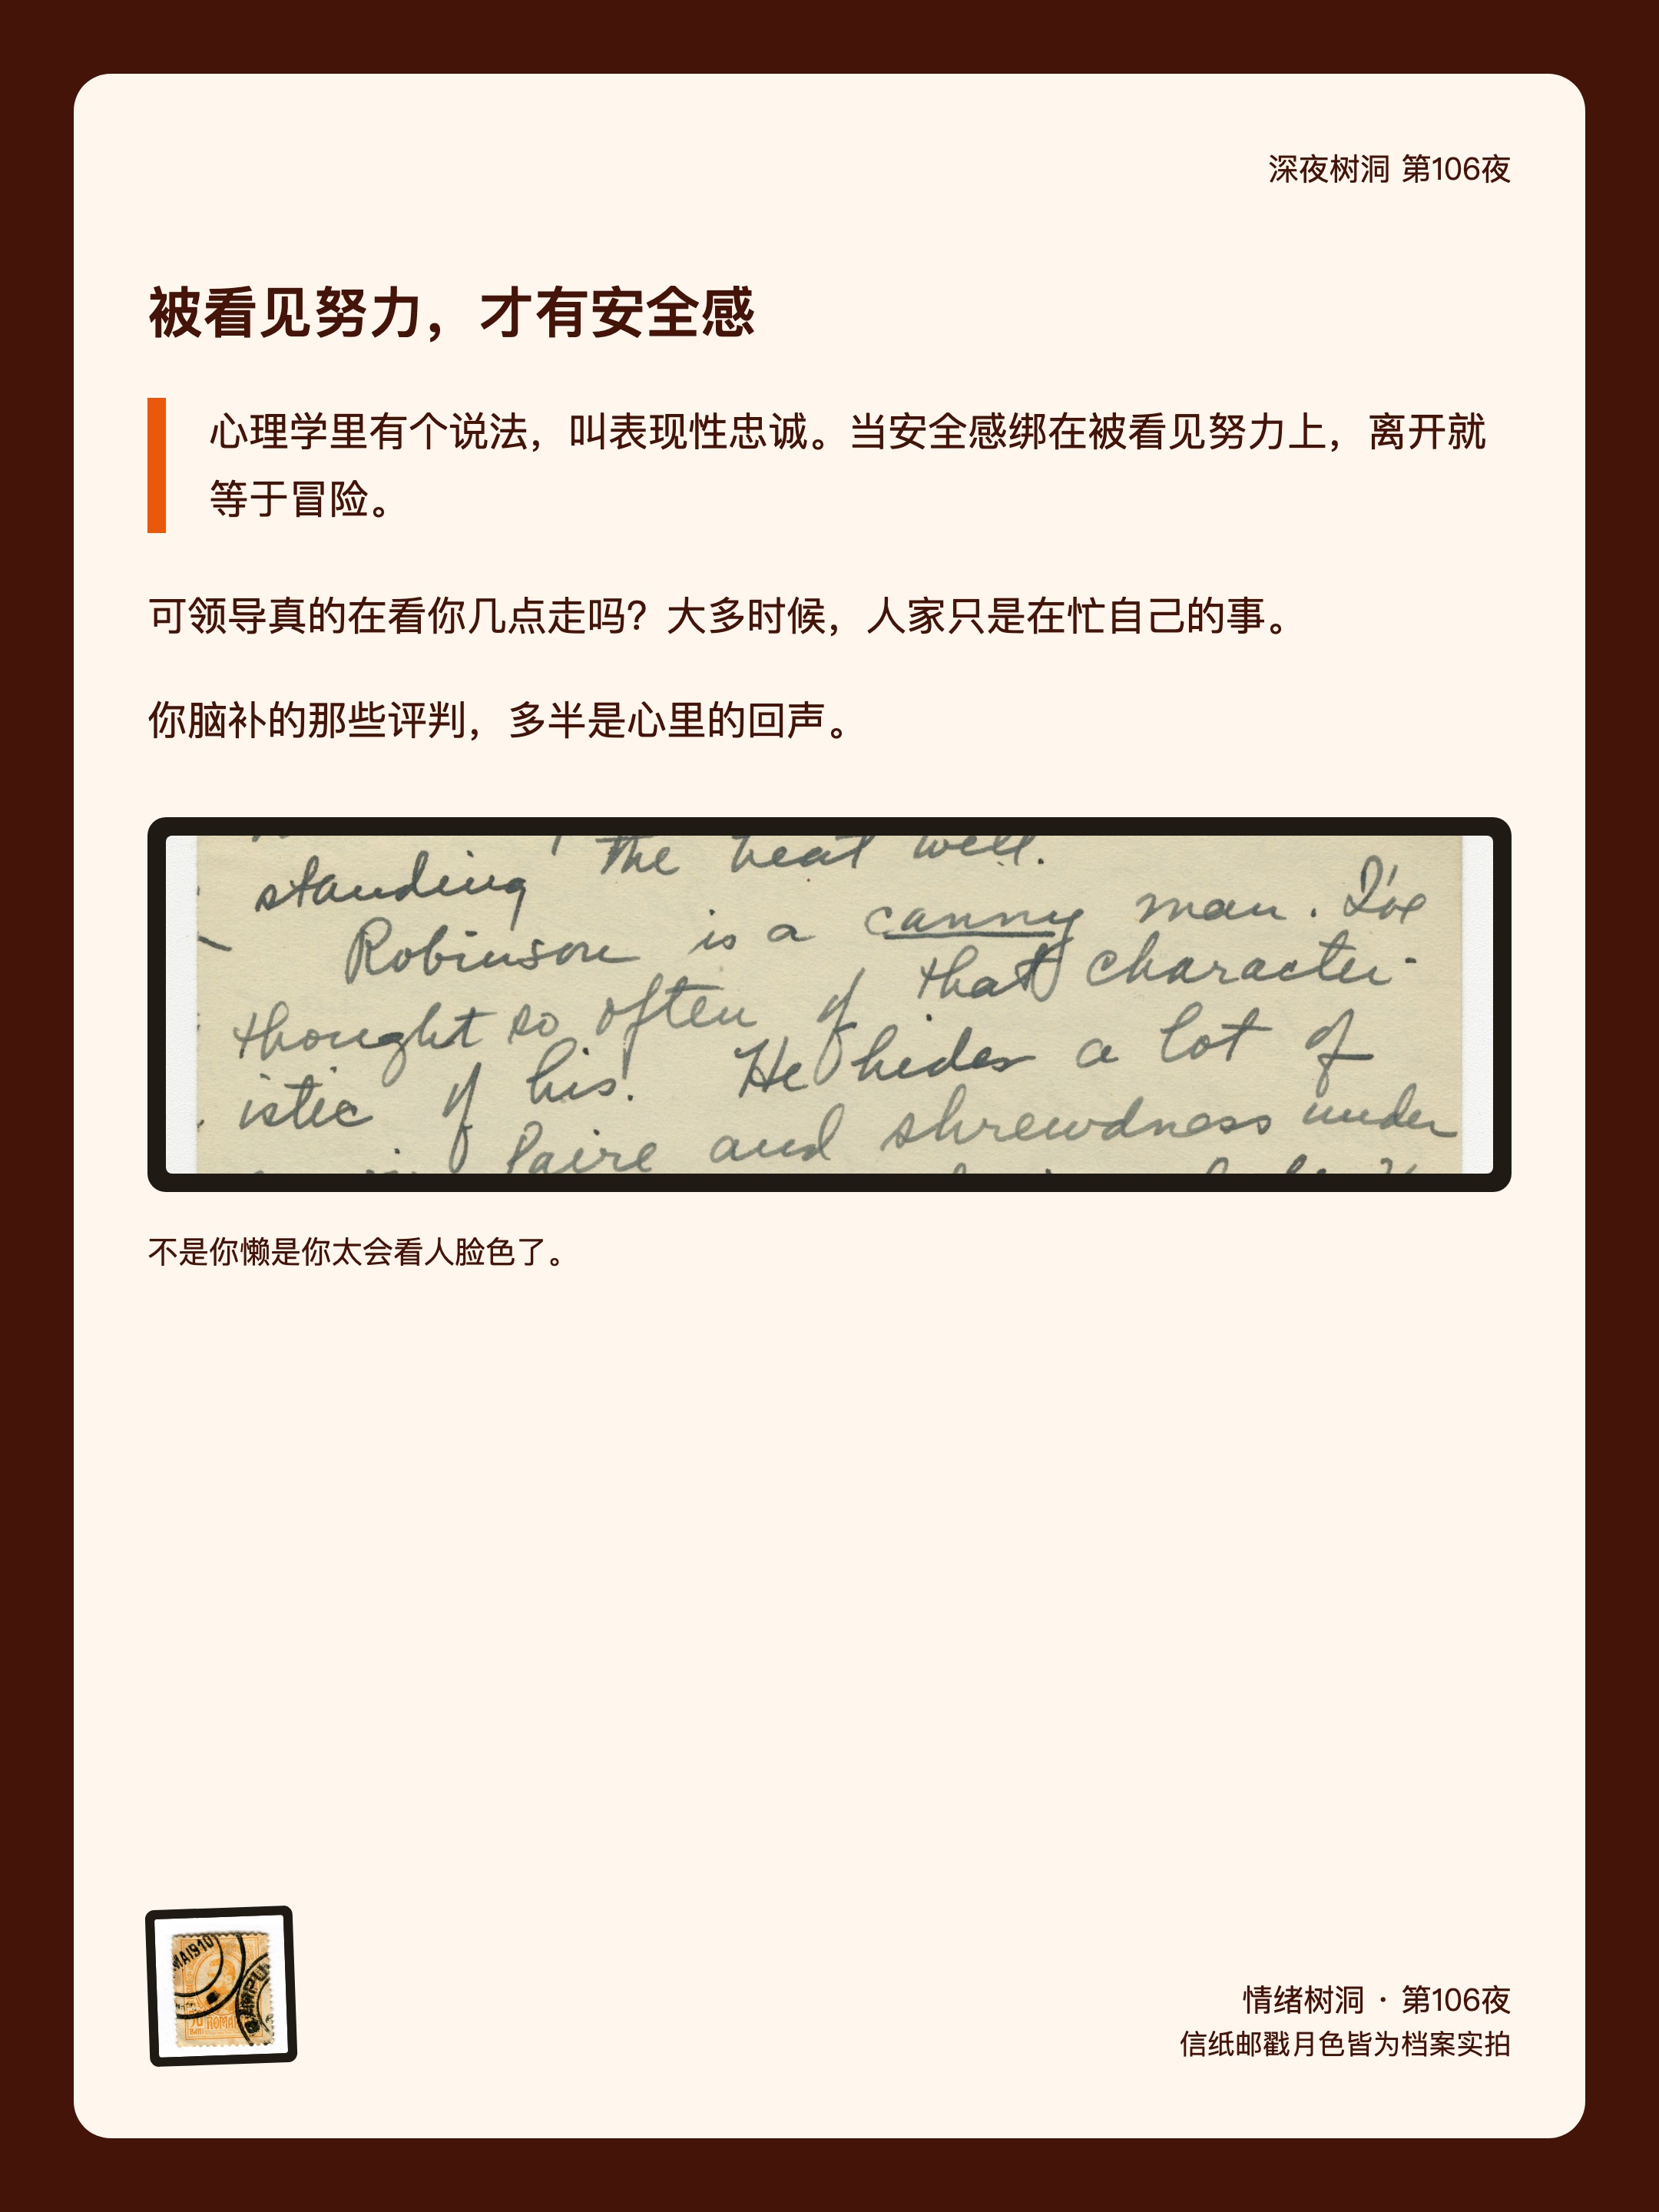 深夜树洞 第106夜
被看见努力，才有安全感
心理学里有个说法，叫表现性忠诚。当安全感绑在被看见努力上，离开就
等于冒险。
可领导真的在看你几点走吗？大多时候，人家只是在忙自己的事。
你脑补的那些评判，多半是心里的回声。
standing the heat well.
Robinson is a canny man. I've
thought so often of that character-
istic of his. He hides a lot of
and shrewdness under
不是你懒是你太会看人脸色了。
MAI910
ROMA
情绪树洞 · 第106夜
信纸邮戳月色皆为档案实拍